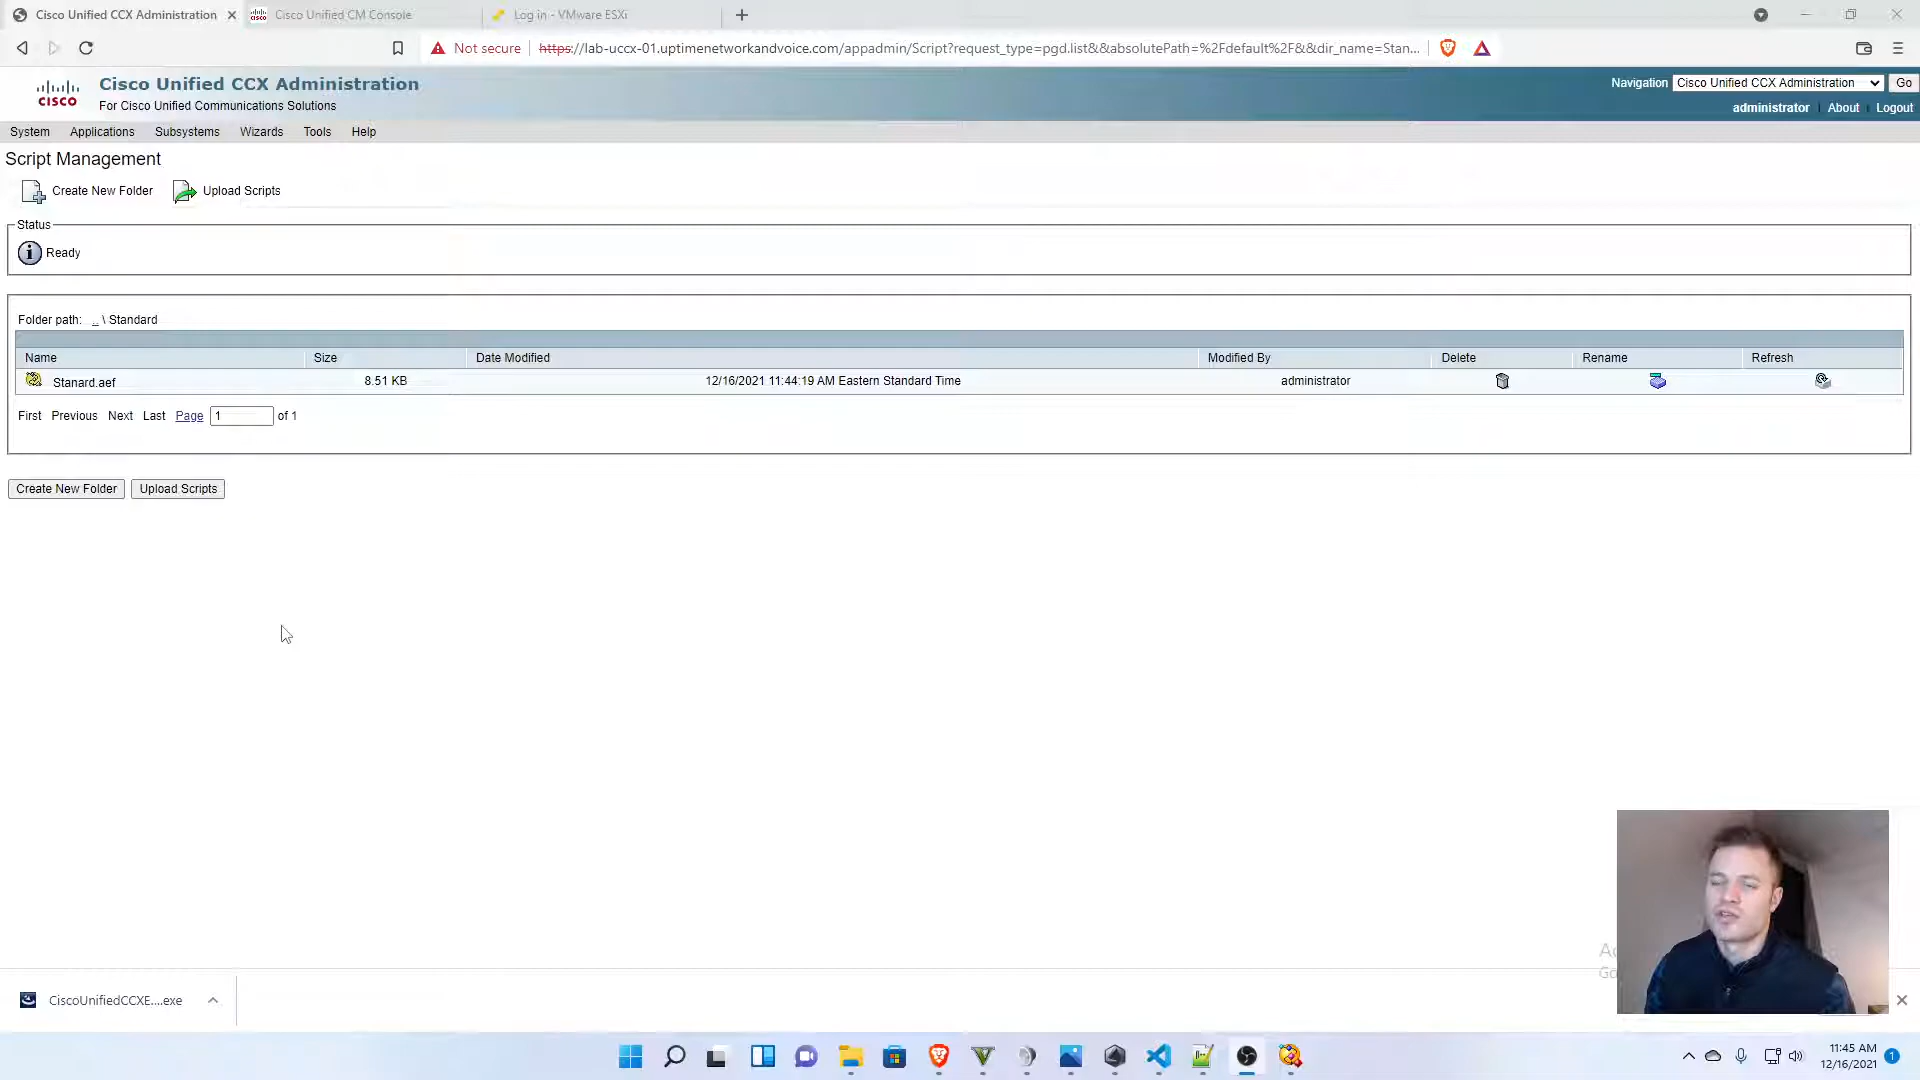 Cisco Unified CCX Administration
Cisco Unified CM Console
Log in - VMware ESXi
Not secure
https://lab-uccx-01.uptimenetworkandvoice.com/appadmin/Script?request_type=pgd.list&&absolutePath=%2Fdefault%2F&&dir_name=Stan...
cisco
Cisco Unified CCX Administration
For Cisco Unified Communications Solutions
Navigation Cisco Unified CCX Administration Go
administrator About Logout
System Applications Subsystems Wizards Tools Help
Script Management
Create New Folder Upload Scripts
Status
Ready
Folder path: .. \ Standard
Name Size Date Modified Modified By Delete Rename Refresh
Stanard.aef 8.51 KB 12/16/2021 11:44:19 AM Eastern Standard Time administrator
First Previous Next Last Page 1 of 1
Create New Folder Upload Scripts
CiscoUnifiedCCXE....exe
11:45 AM
12/16/2021
1